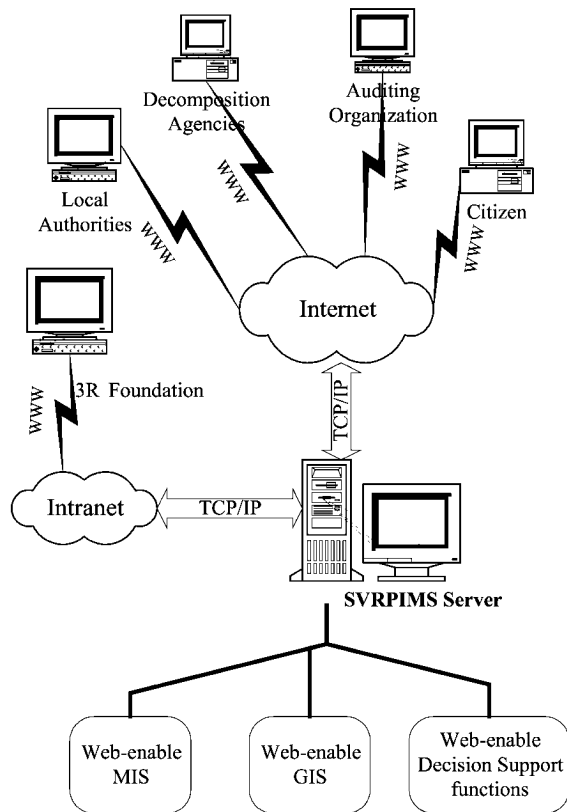 Decomposition
Agencies
Auditing
Organization
WWW
WWW
Local
Authorities
WWW
Citizen
WWW
Internet
3R Foundation
WWW
TCP/IP
Intranet
TCP/IP
SVRPIMS Server
Web-enable
MIS
Web-enable
GIS
Web-enable
Decision Support
functions